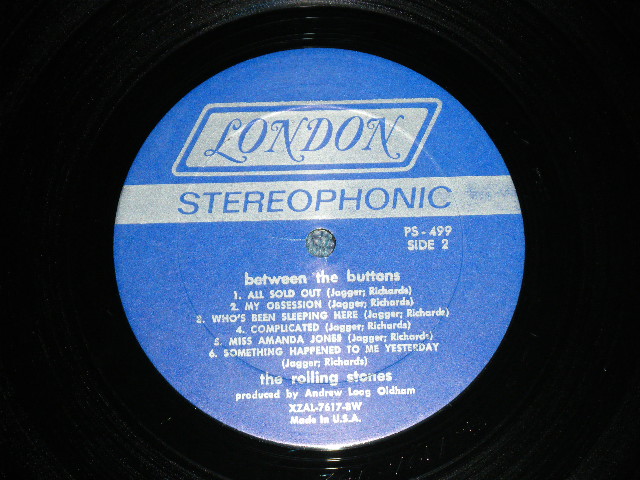 LONDON
STEREOPHONIC
PS-499
SIDE 2
between the buttons
1. ALL SOLD OUT (Jagger; Richards)
2. MY OBSESSION (Jagger; Richards)
3. WHO'S BEEN SLEEPING HERE (Jagger; Richards)
4. COMPLICATED (Jagger; Richards)
5. MISS AMANDA JONES (Jagger; Richards)
6. SOMETHING HAPPENED TO ME YESTERDAY
(Jagger; Richards)
the rolling stones
produced by Andrew Loog Oldham
XZAL-7617-BW
Made in U.S.A.